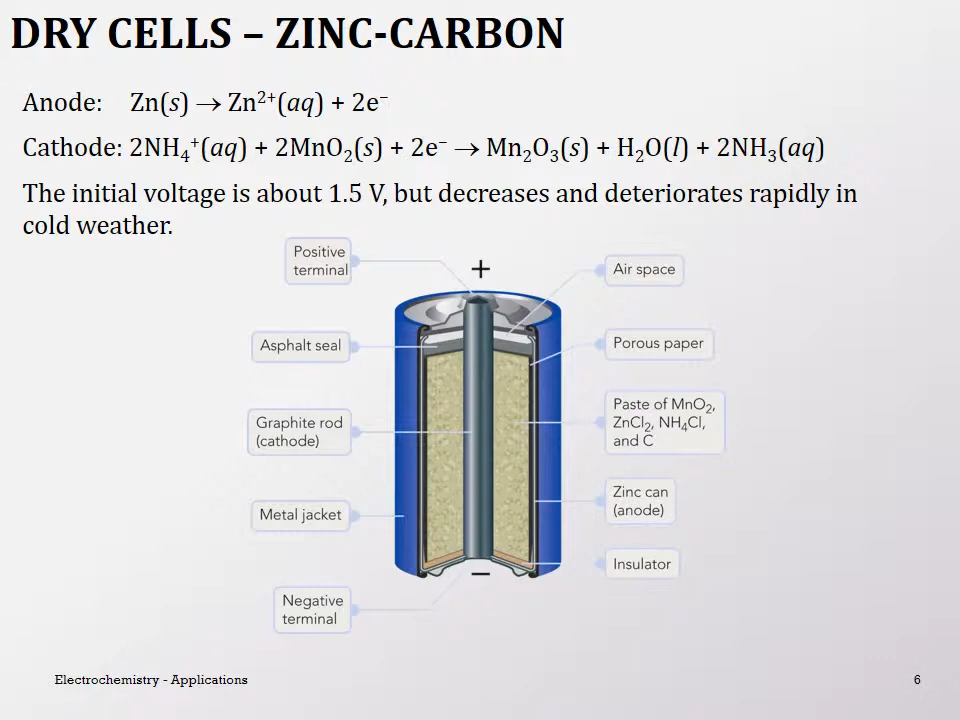 DRY CELLS – ZINC-CARBON
Anode: Zn(s) → Zn²⁺(aq) + 2e⁻
Cathode: 2NH₄⁺(aq) + 2MnO₂(s) + 2e⁻ → Mn₂O₃(s) + H₂O(l) + 2NH₃(aq)
The initial voltage is about 1.5 V, but decreases and deteriorates rapidly in
cold weather.
Positive
terminal
+
Air space
Asphalt seal
Porous paper
Graphite rod
(cathode)
Paste of MnO₂,
ZnCl₂, NH₄Cl,
and C
Metal jacket
Zinc can
(anode)
Insulator
–
Negative
terminal
Electrochemistry - Applications
6